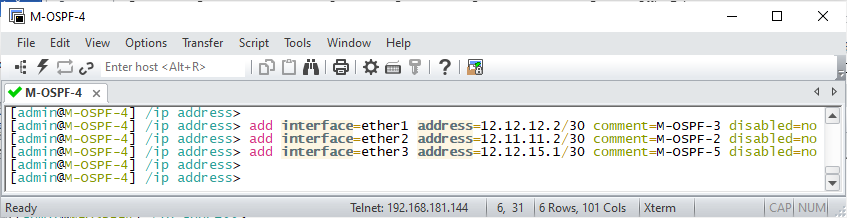 M-OSPF-4
File Edit View Options Transfer Script Tools Window Help
Enter host <Alt+R>
M-OSPF-4
[admin@M-OSPF-4] /ip address>
[admin@M-OSPF-4] /ip address> add interface=ether1 address=12.12.12.2/30 comment=M-OSPF-3 disabled=no
[admin@M-OSPF-4] /ip address> add interface=ether2 address=12.11.11.2/30 comment=M-OSPF-2 disabled=no
[admin@M-OSPF-4] /ip address> add interface=ether3 address=12.12.15.1/30 comment=M-OSPF-5 disabled=no
[admin@M-OSPF-4] /ip address>
[admin@M-OSPF-4] /ip address>
Ready Telnet: 192.168.181.144 6, 31 6 Rows, 101 Cols Xterm CAP NUM